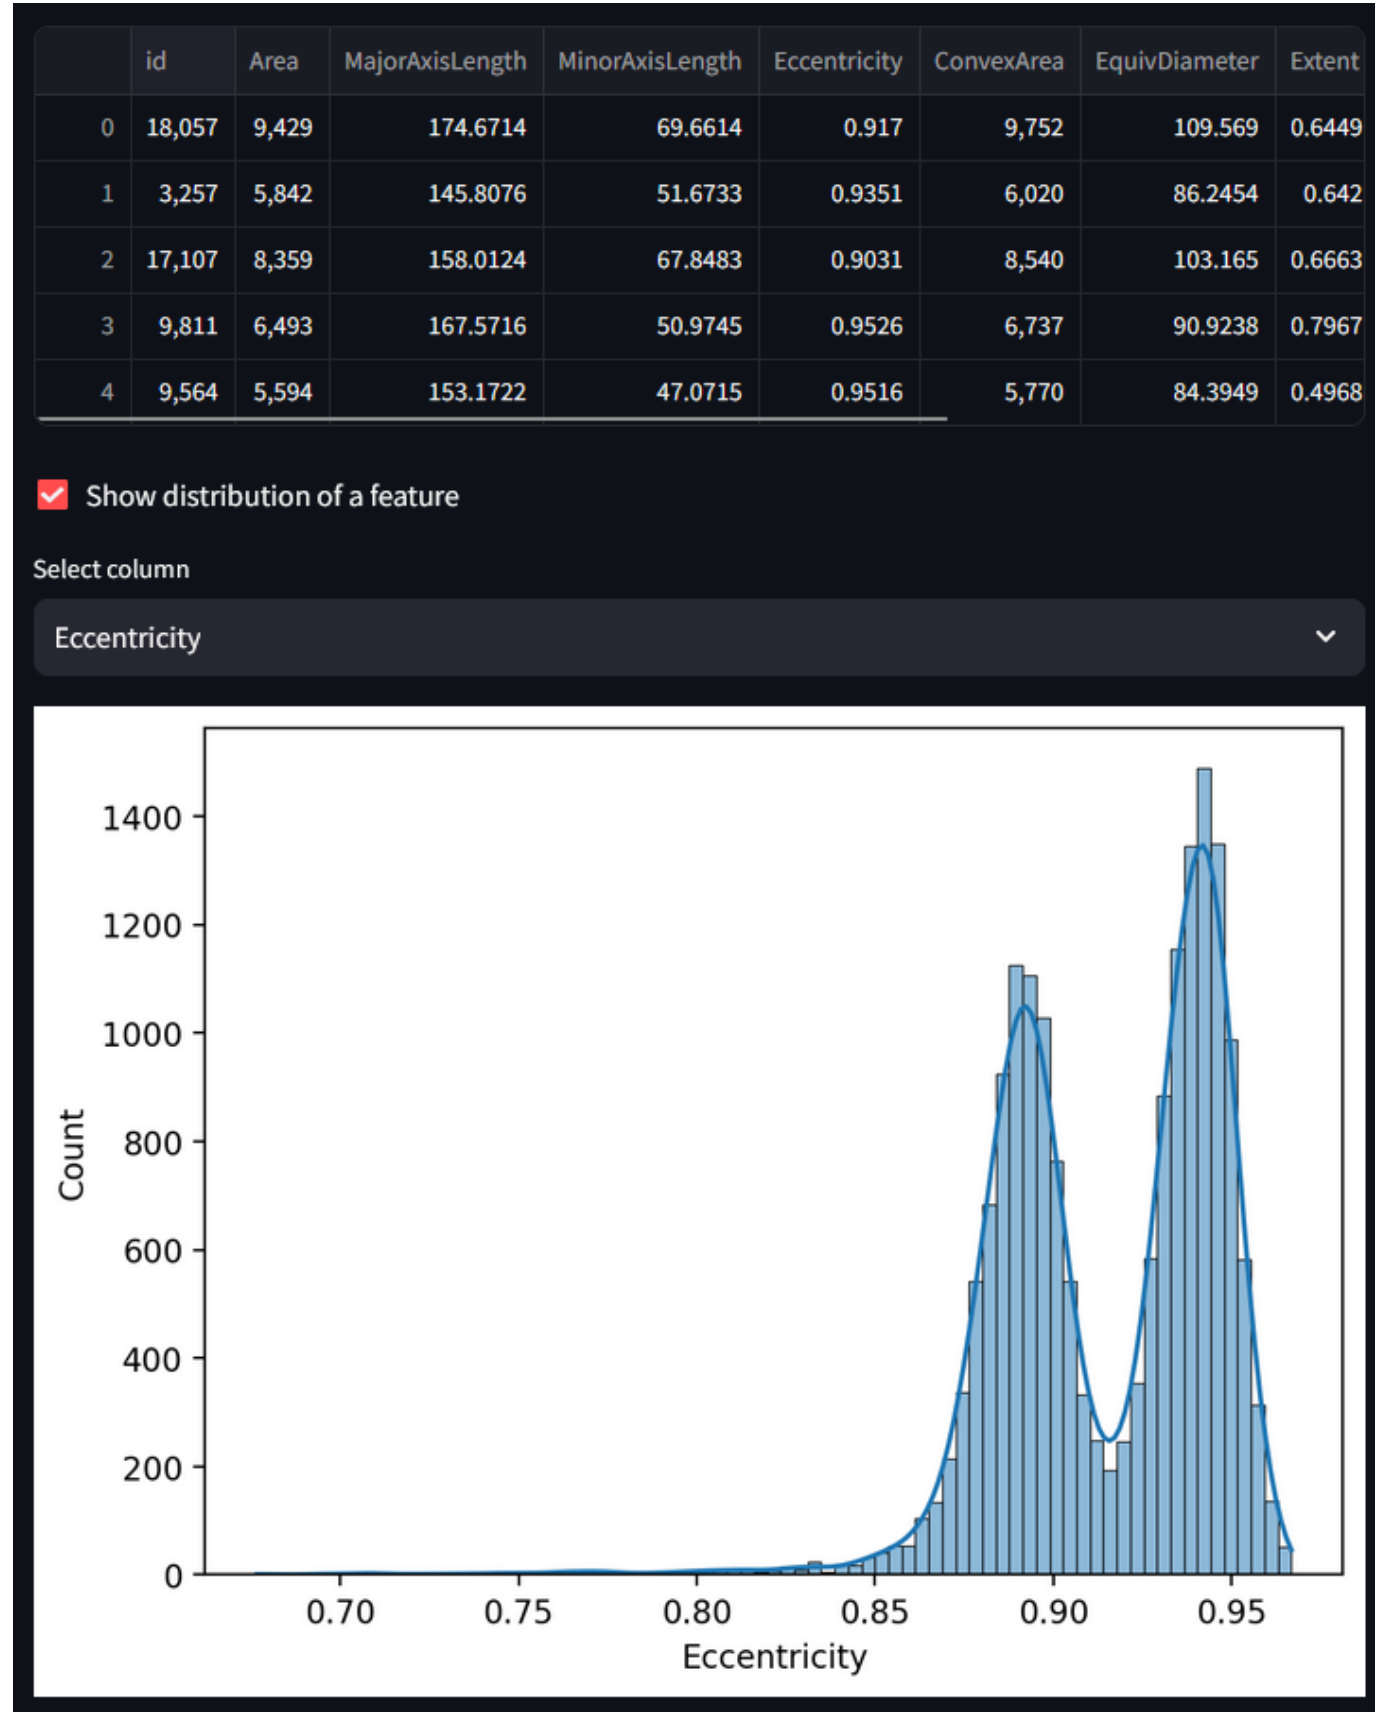 id Area MajorAxisLength MinorAxisLength Eccentricity ConvexArea EquivDiameter Extent
0 18,057 9,429 174.6714 69.6614 0.917 9,752 109.569 0.6449
1 3,257 5,842 145.8076 51.6733 0.9351 6,020 86.2454 0.642
2 17,107 8,359 158.0124 67.8483 0.9031 8,540 103.165 0.6663
3 9,811 6,493 167.5716 50.9745 0.9526 6,737 90.9238 0.7967
4 9,564 5,594 153.1722 47.0715 0.9516 5,770 84.3949 0.4968
Show distribution of a feature
Select column
Eccentricity
1400
1200
1000
800
600
400
200
0
Count
0.70 0.75 0.80 0.85 0.90 0.95
Eccentricity